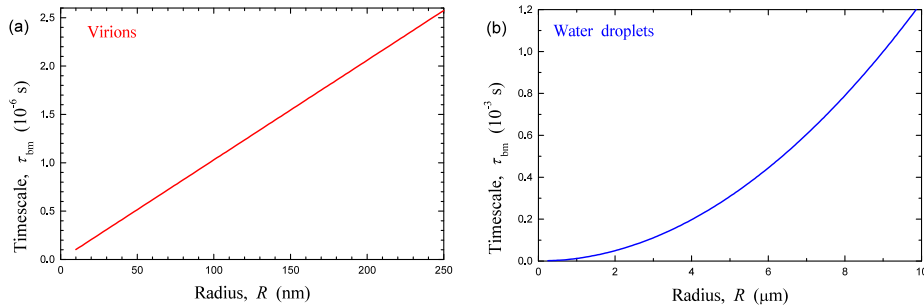 (a)
Virions
2.5
2.0
1.5
1.0
0.5
0.0
Timescale, τbm (10-6 s)
0 50 100 150 200 250
Radius, R (nm)
(b)
Water droplets
1.2
1.0
0.8
0.6
0.4
0.2
0.0
Timescale, τbm (10-3 s)
0 2 4 6 8 10
Radius, R (μm)